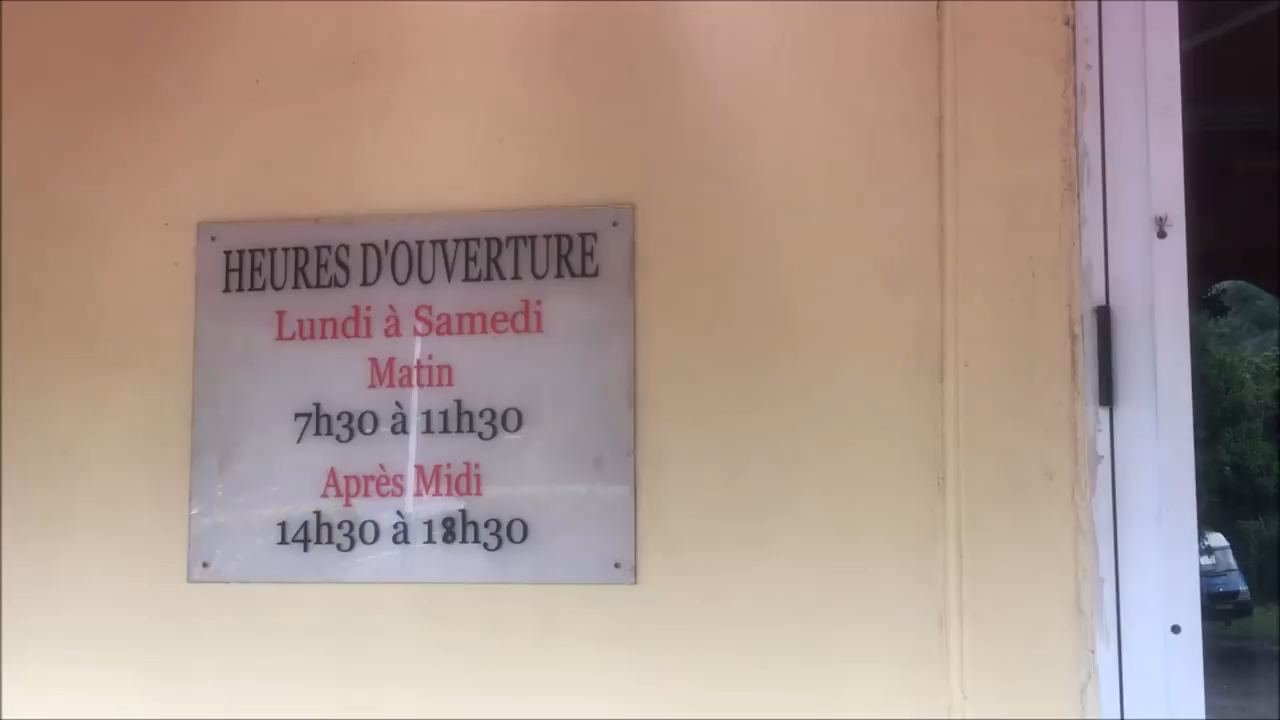 HEURES D'OUVERTURE
Lundi à Samedi
Matin
7h30 à 11h30
Après Midi
14h30 à 18h30